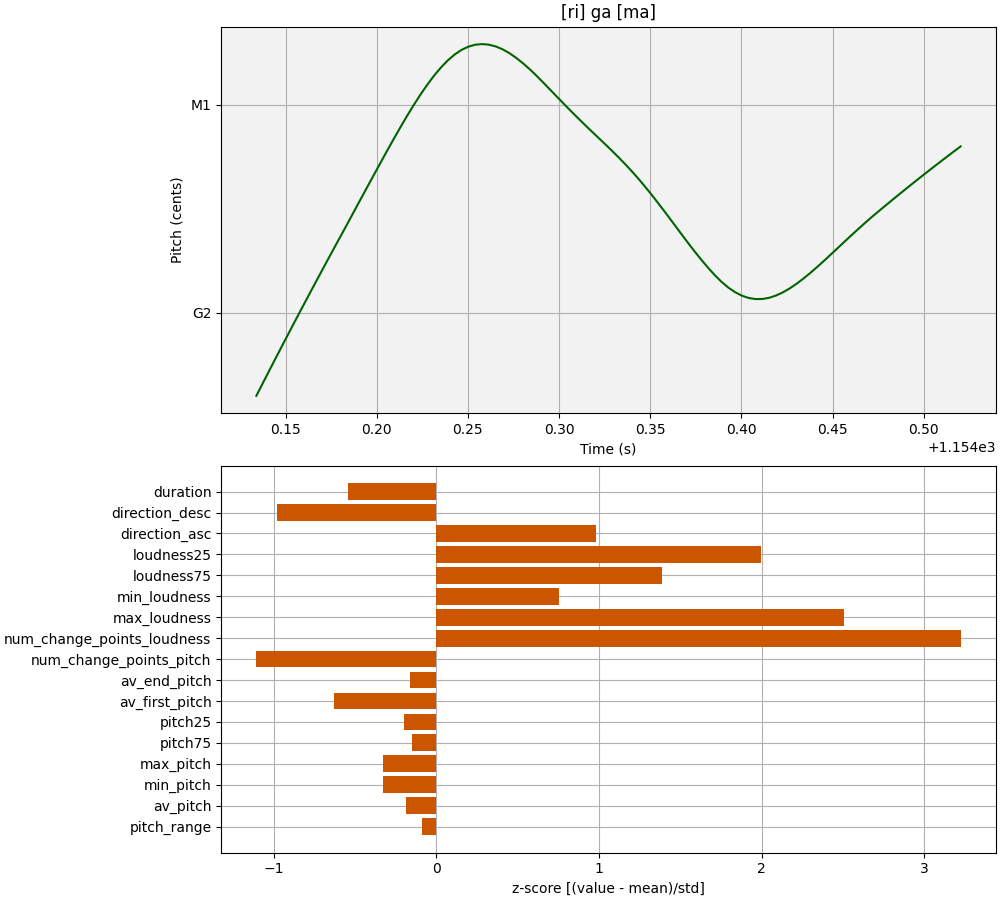 [ri] ga [ma]
M1
G2
Pitch (cents)
0.15 0.20 0.25 0.30 0.35 0.40 0.45 0.50
Time (s)
+1.154e3
duration
direction_desc
direction_asc
loudness25
loudness75
min_loudness
max_loudness
num_change_points_loudness
num_change_points_pitch
av_end_pitch
av_first_pitch
pitch25
pitch75
max_pitch
min_pitch
av_pitch
pitch_range
−1 0 1 2 3
z-score [(value - mean)/std]